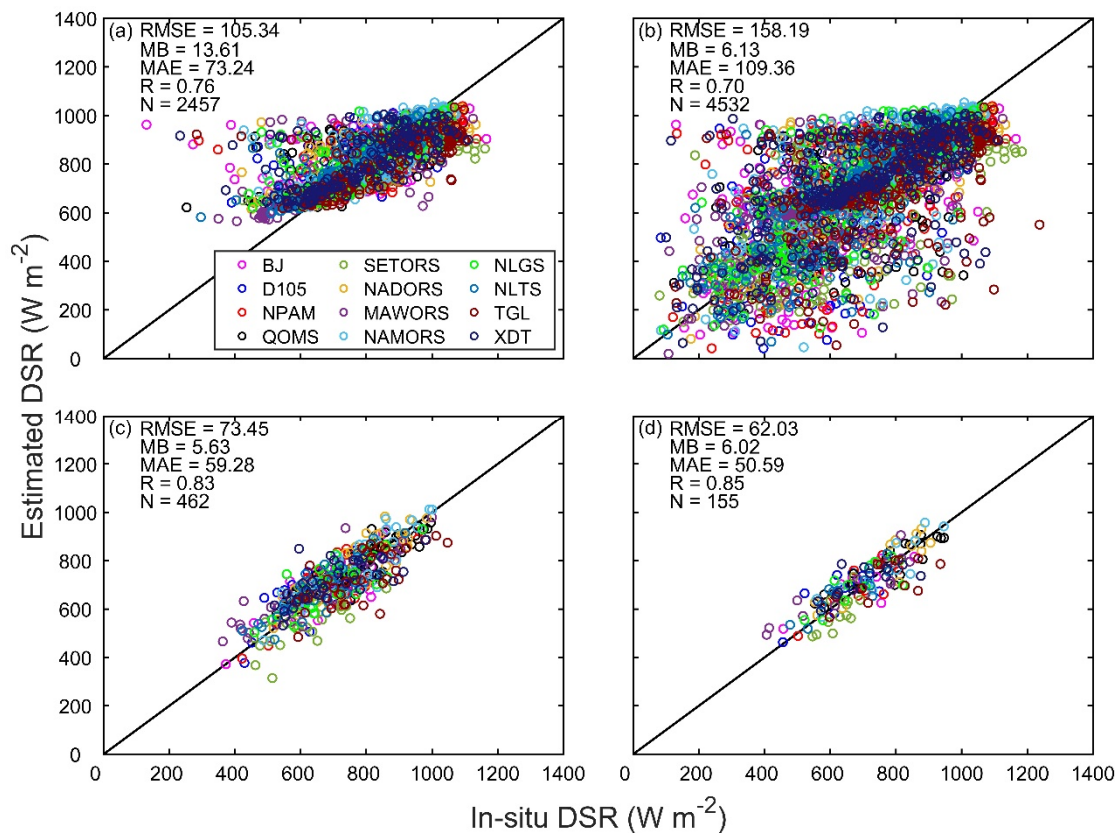 Estimated DSR (W m⁻²)
1400
1200
1000
800
600
400
200
0
(a) RMSE = 105.34
MB = 13.61
MAE = 73.24
R = 0.76
N = 2457
BJ SETORS NLGS
D105 NADORS NLTS
NPAM MAWORS TGL
QOMS NAMORS XDT
(b) RMSE = 158.19
MB = 6.13
MAE = 109.36
R = 0.70
N = 4532
1400
1200
1000
800
600
400
200
0
(c) RMSE = 73.45
MB = 5.63
MAE = 59.28
R = 0.83
N = 462
(d) RMSE = 62.03
MB = 6.02
MAE = 50.59
R = 0.85
N = 155
0 200 400 600 800 1000 1200 1400
0 200 400 600 800 1000 1200 1400
In-situ DSR (W m⁻²)